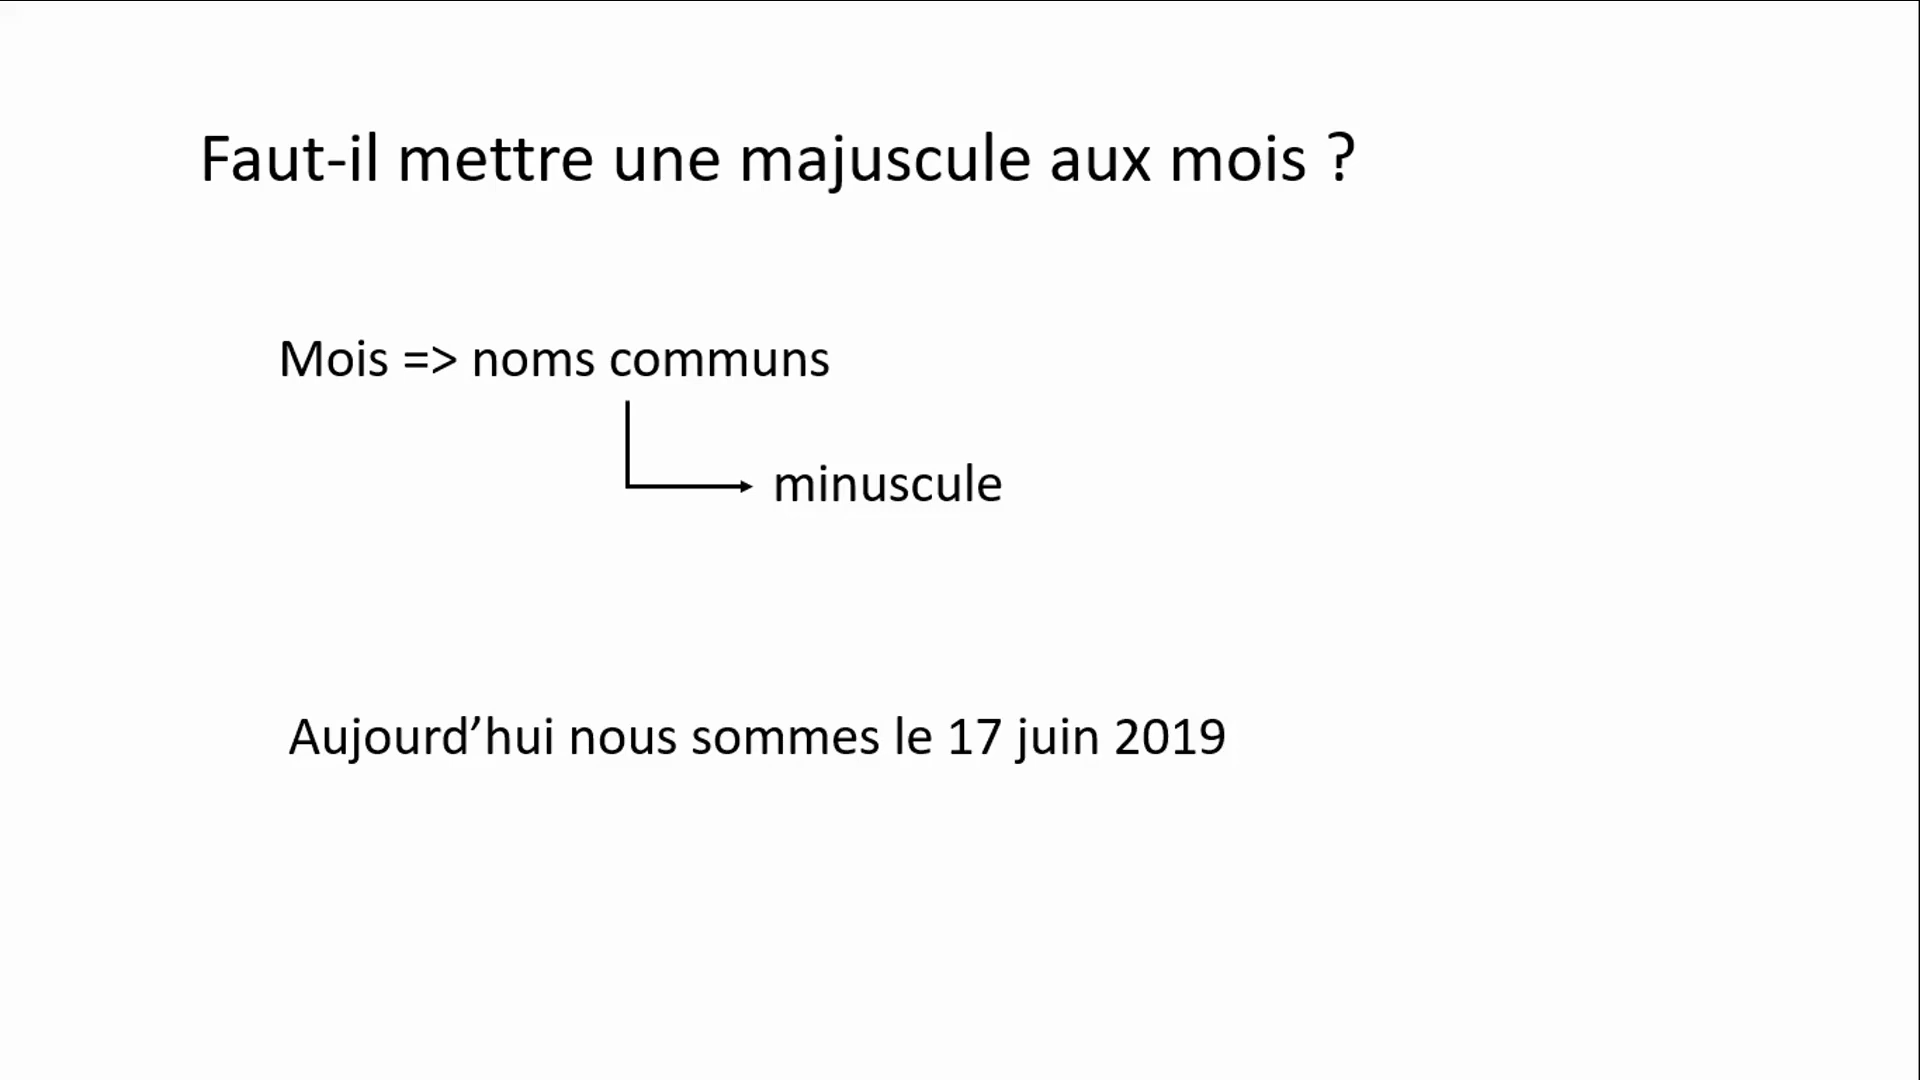 Faut-il mettre une majuscule aux mois ?
Mois => noms communs
minuscule
Aujourd’hui nous sommes le 17 juin 2019